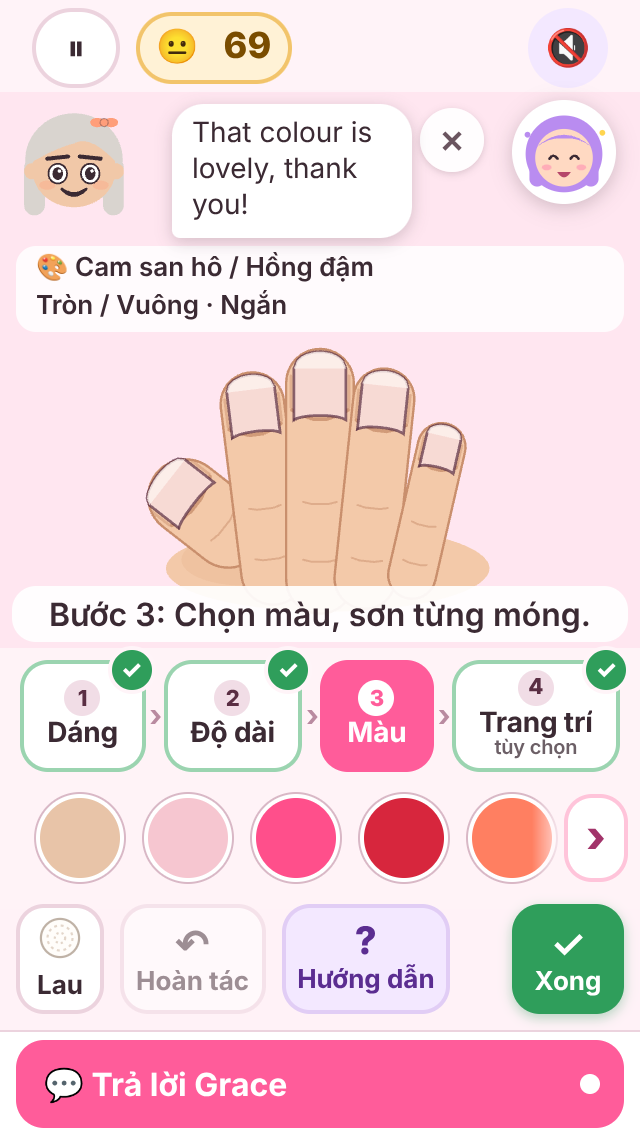 69
That colour is
lovely, thank
you!
Cam san hô / Hồng đậm
Tròn / Vuông · Ngắn
Bước 3: Chọn màu, sơn từng móng.
1
Dáng
2
Độ dài
3
Màu
4
Trang trí
tùy chọn
Lau
Hoàn tác
?
Hướng dẫn
Xong
Trả lời Grace